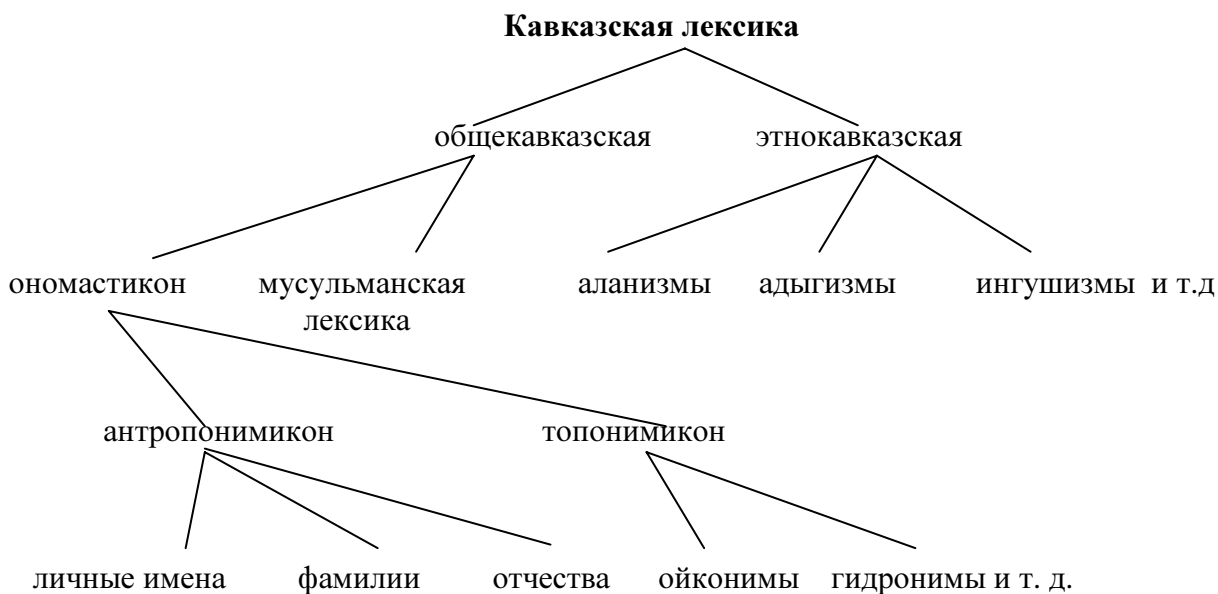 Кавказская лексика
общекавказская этнокавказская
ономастикон мусульманская аланизмы адыгизмы ингушизмы и т.д
лексика
антропонимикон топонимикон
личные имена фамилии отчества ойконимы гидронимы и т. д.